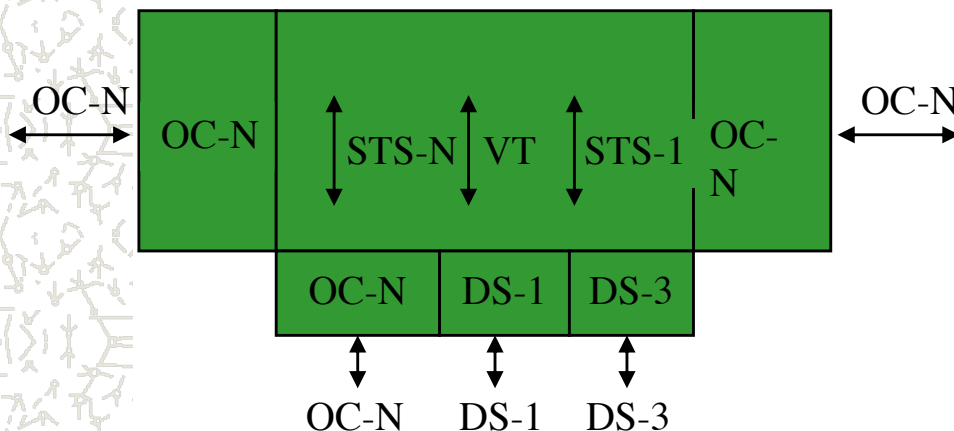 OC-N
OC-N
STS-N
VT
STS-1
OC-
N
OC-N
OC-N
DS-1
DS-3
OC-N
DS-1
DS-3